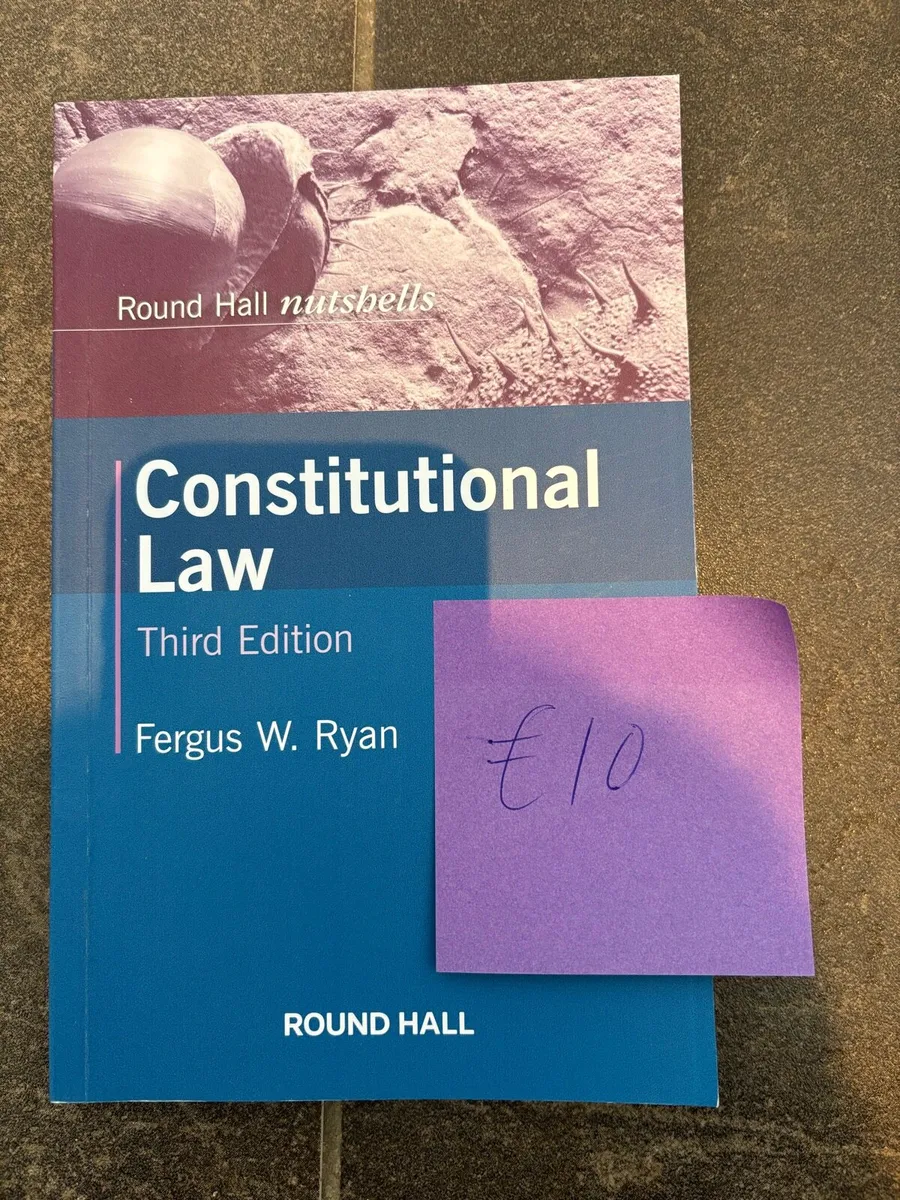 Round Hall nutshells
Constitutional
Law
Third Edition
Fergus W. Ryan
€10
ROUND HALL